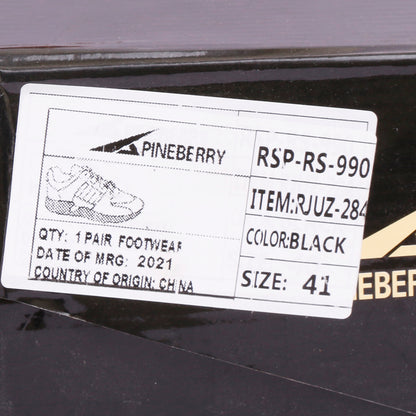 PINEBERRY
RSP-RS-990
ITEM:RJUZ-284
COLOR:BLACK
QTY: 1 PAIR FOOTWEAR
DATE OF MRG: 2021
COUNTRY OF ORIGIN: CHINA
SIZE: 41
INEBERR